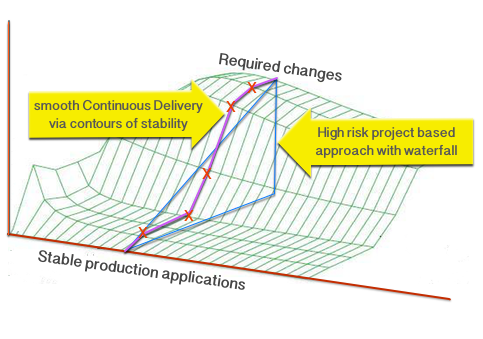 Required changes
smooth Continuous Delivery
via contours of stability
High risk project based
approach with waterfall
X
X
X
X
X
Stable production applications